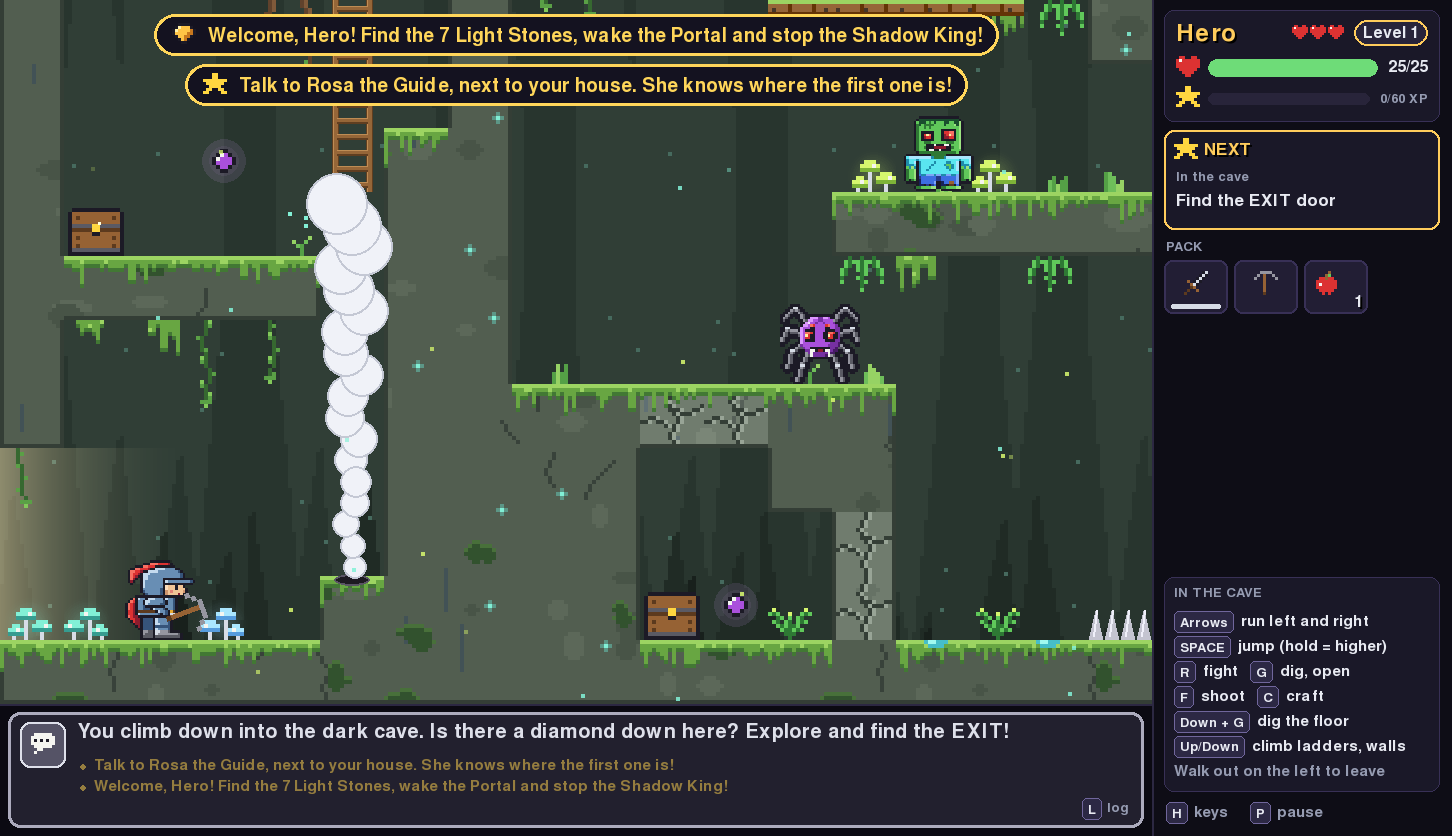 Welcome, Hero! Find the 7 Light Stones, wake the Portal and stop the Shadow King!
Talk to Rosa the Guide, next to your house. She knows where the first one is!
Hero
Level 1
25/25
0/60 XP
NEXT
In the cave
Find the EXIT door
PACK
1
IN THE CAVE
Arrows run left and right
SPACE jump (hold = higher)
R fight G dig, open
F shoot C craft
Down + G dig the floor
Up/Down climb ladders, walls
Walk out on the left to leave
H keys P pause
You climb down into the dark cave. Is there a diamond down here? Explore and find the EXIT!
Talk to Rosa the Guide, next to your house. She knows where the first one is!
Welcome, Hero! Find the 7 Light Stones, wake the Portal and stop the Shadow King!
L log